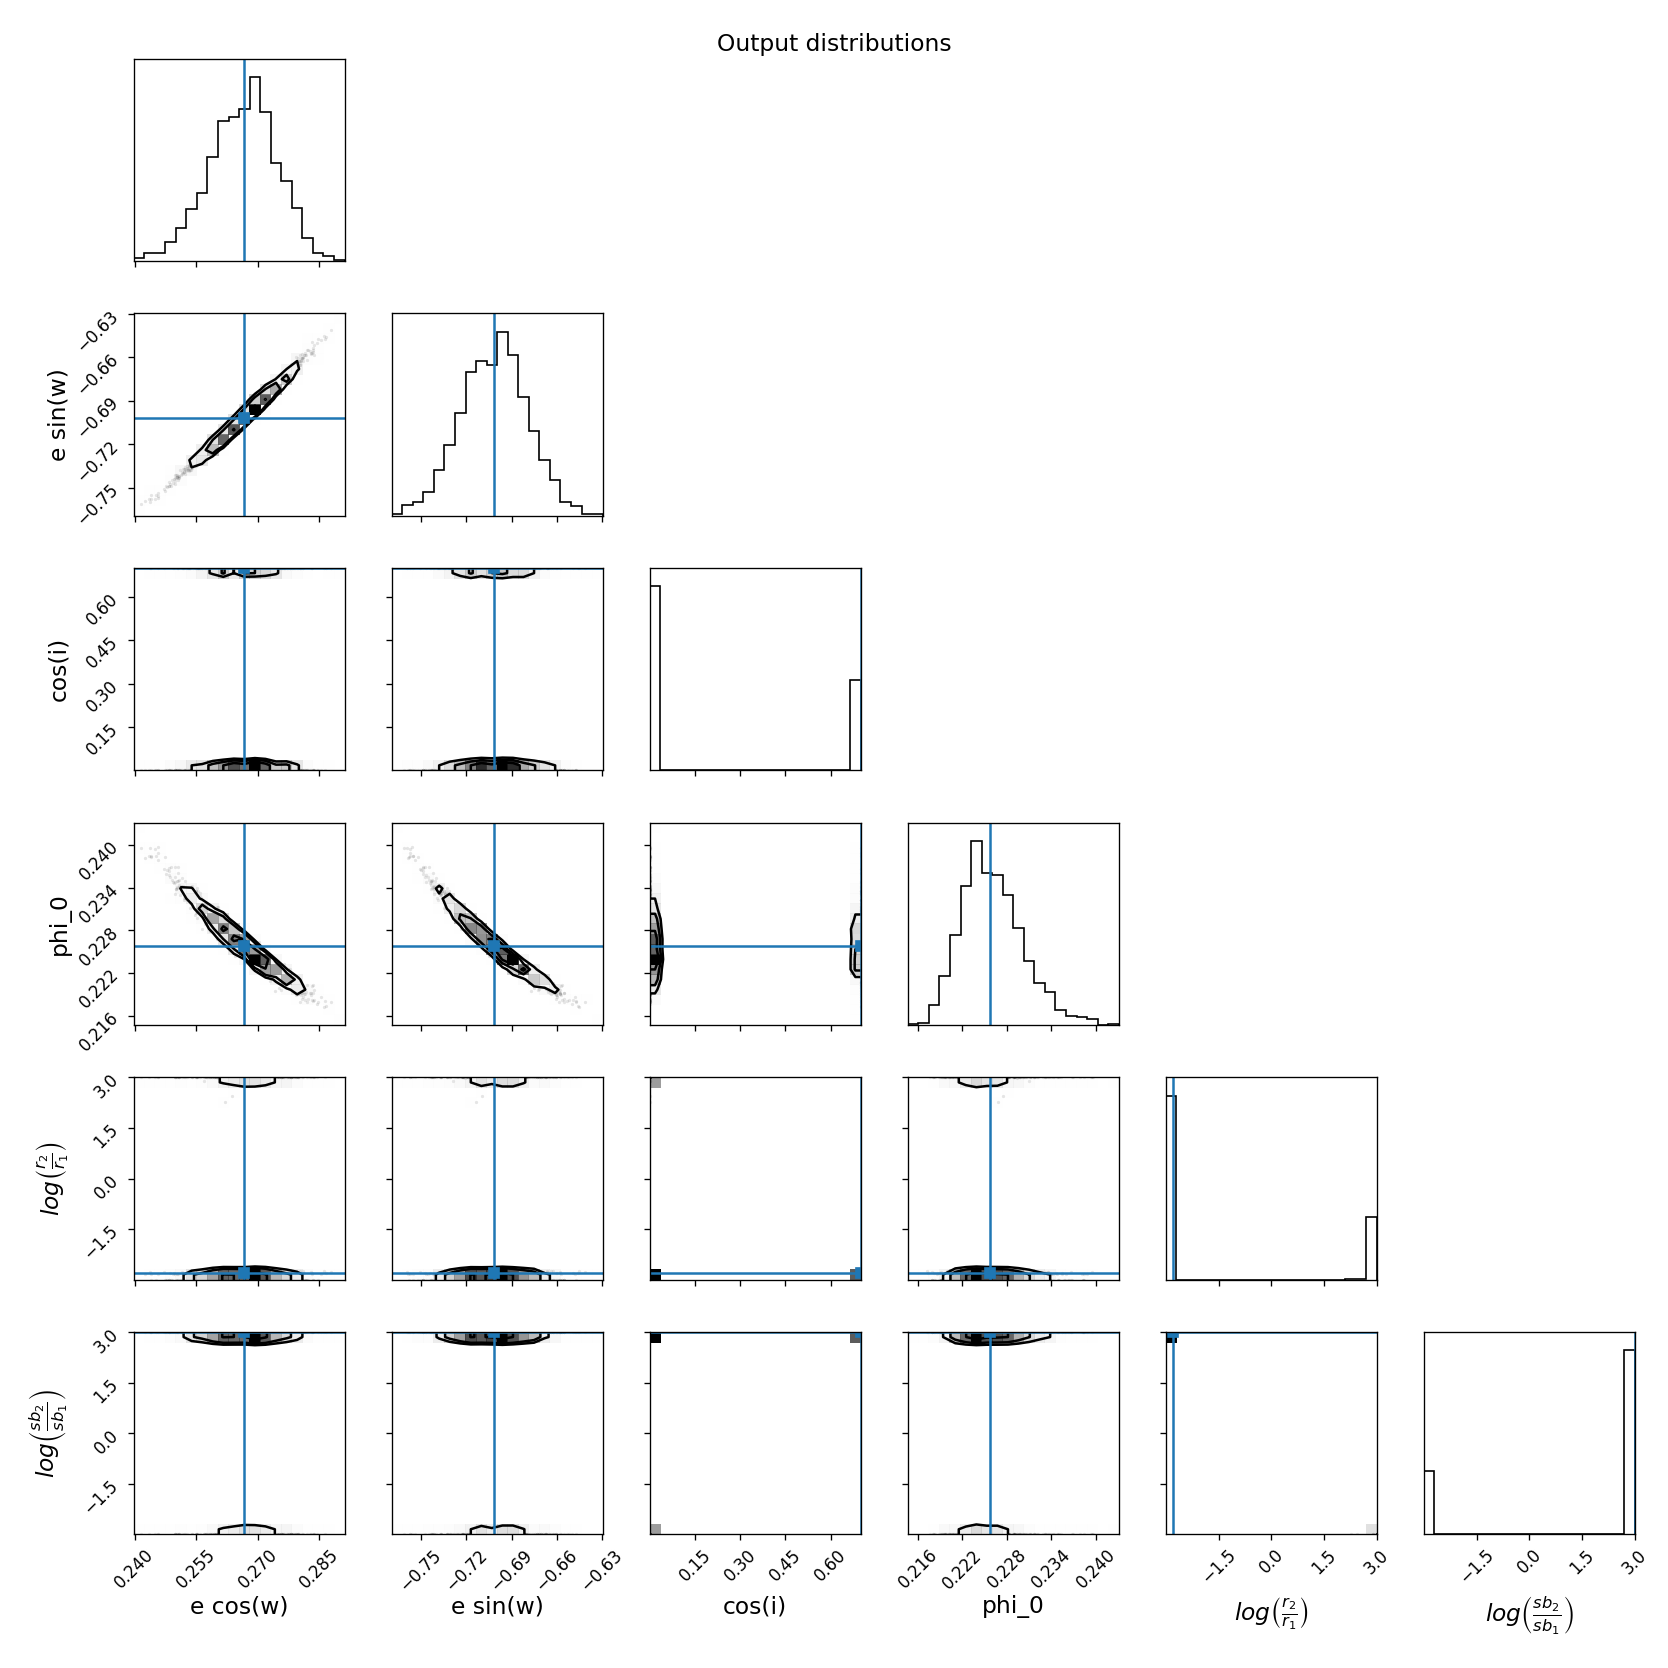 Output distributions
e sin(w)
−0.63
−0.66
−0.69
−0.72
−0.75
cos(i)
0.60
0.45
0.30
0.15
phi_0
0.240
0.234
0.228
0.222
0.216
log(r₂/r₁)
3.0
1.5
0.0
−1.5
log(sb₂/sb₁)
3.0
1.5
0.0
−1.5
0.240 0.255 0.270 0.285
−0.75 −0.72 −0.69 −0.66 −0.63
0.15 0.30 0.45 0.60
0.216 0.222 0.228 0.234 0.240
−1.5 0.0 1.5 3.0
−1.5 0.0 1.5 3.0
e cos(w) e sin(w) cos(i) phi_0 log(r₂/r₁) log(sb₂/sb₁)